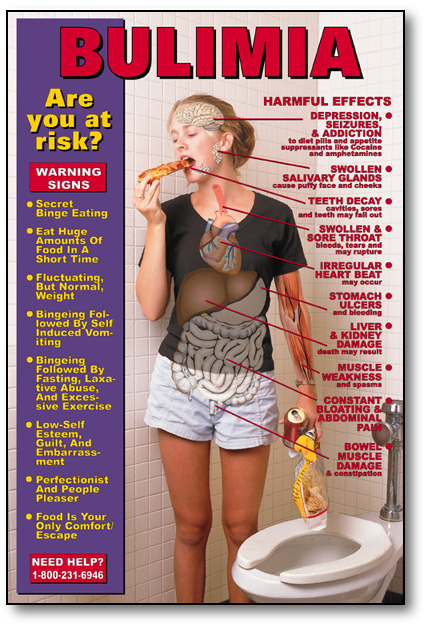 BULIMIA
Are
you at
risk?
WARNING
SIGNS
Secret
Binge Eating
Eat Huge
Amounts Of
Food In A
Short Time
Fluctuating,
But Normal,
Weight
Bingeing Fol-
lowed By Self
Induced Vom-
iting
Bingeing
Followed By
Fasting, Laxa-
tive Abuse,
And Exces-
sive Exercise
Low-Self
Esteem,
Guilt, And
Embarrass-
ment
Perfectionist
And People
Pleaser
Food Is Your
Only Comfort/
Escape
NEED HELP?
1-800-231-6946
HARMFUL EFFECTS
DEPRESSION,
SEIZURES,
& ADDICTION
to diet pills and appetite
suppressants like Cocaine
and amphetamines
SWOLLEN
SALIVARY GLANDS
cause puffy face and cheeks
TEETH DECAY
cavities, sores
and teeth may fall out
SWOLLEN &
SORE THROAT
bleeds, tears and
may rupture
IRREGULAR
HEART BEAT
may occur
STOMACH
ULCERS
and bleeding
LIVER
& KIDNEY
DAMAGE
death may result
MUSCLE
WEAKNESS
and spasms
CONSTANT
BLOATING &
ABDOMINAL
PAIN
BOWEL
MUSCLE
DAMAGE
& constipation